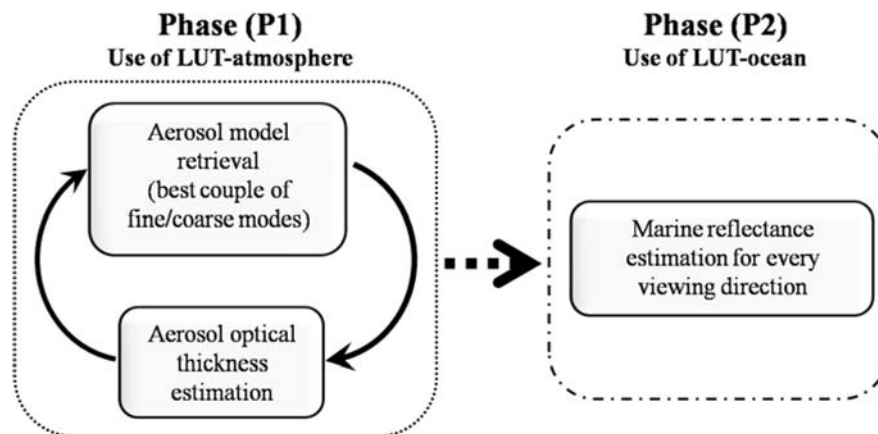 Phase (P1)
Use of LUT-atmosphere
Aerosol model
retrieval
(best couple of
fine/coarse modes)
Aerosol optical
thickness
estimation
Phase (P2)
Use of LUT-ocean
Marine reflectance
estimation for every
viewing direction